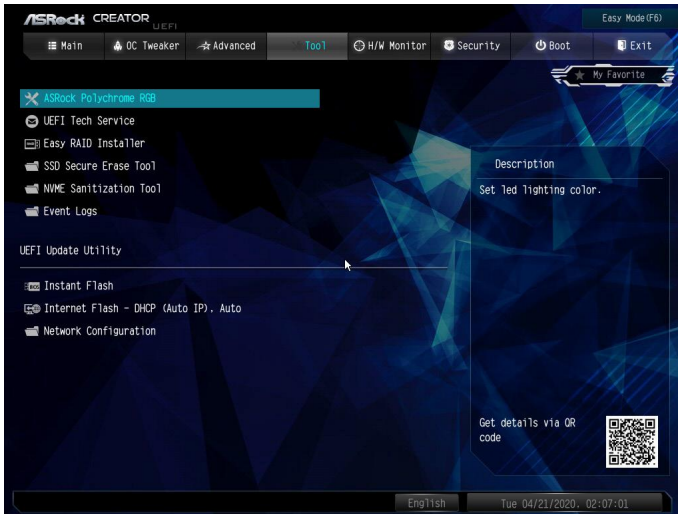 ASRock CREATOR UEFI
Easy Mode(F6)
Main OC Tweaker Advanced Tool H/W Monitor Security Boot Exit
My Favorite
ASRock Polychrome RGB
UEFI Tech Service
Easy RAID Installer
SSD Secure Erase Tool
NVME Sanitization Tool
Event Logs
UEFI Update Utility
Instant Flash
Internet Flash - DHCP (Auto IP), Auto
Network Configuration
Description
Set led lighting color.
Get details via QR
code
English
Tue 04/21/2020. 02:07:01